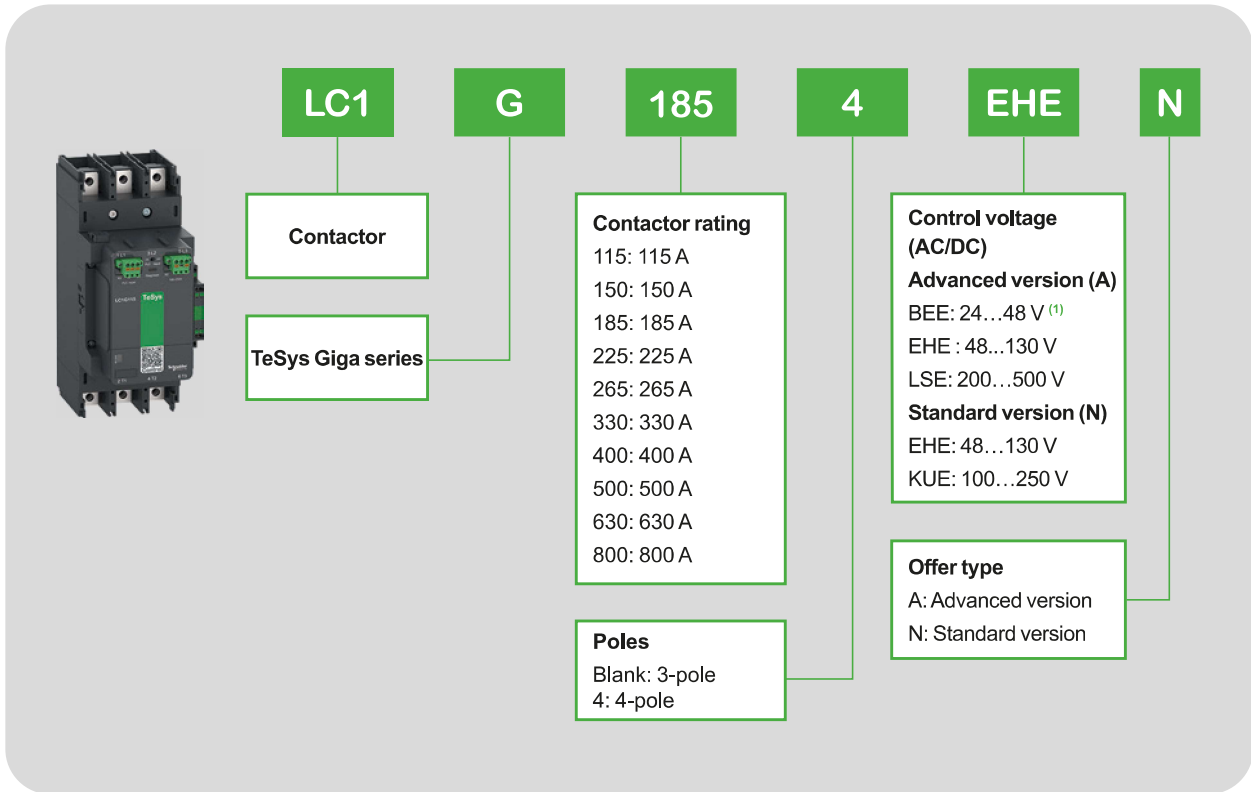 LC1
G
185
4
EHE
N
Contactor
TeSys Giga series
Contactor rating
115: 115 A
150: 150 A
185: 185 A
225: 225 A
265: 265 A
330: 330 A
400: 400 A
500: 500 A
630: 630 A
800: 800 A
Poles
Blank: 3-pole
4: 4-pole
Control voltage
(AC/DC)
Advanced version (A)
BEE: 24…48 V (1)
EHE : 48...130 V
LSE: 200…500 V
Standard version (N)
EHE: 48…130 V
KUE: 100…250 V
Offer type
A: Advanced version
N: Standard version
TeSys